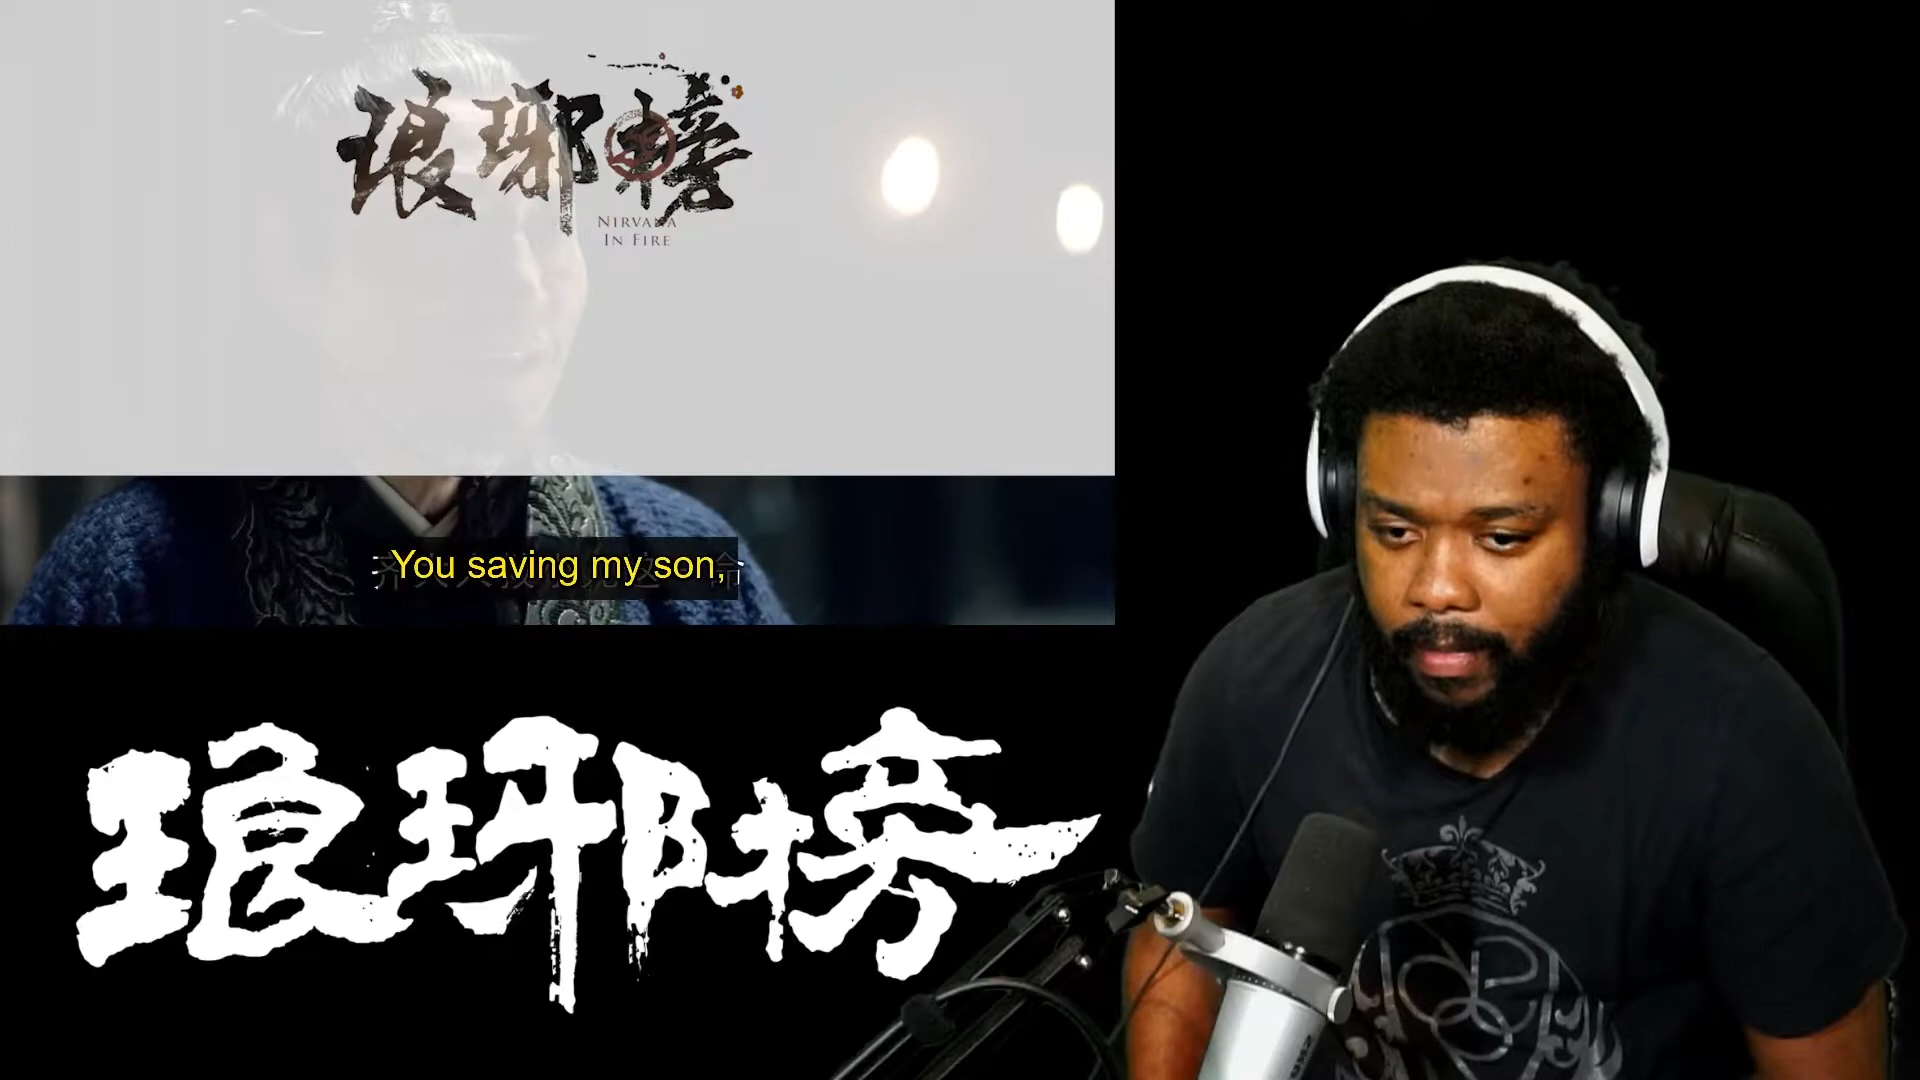 琅琊榜
NIRVANA
IN FIRE
You saving my son,
琅琊榜